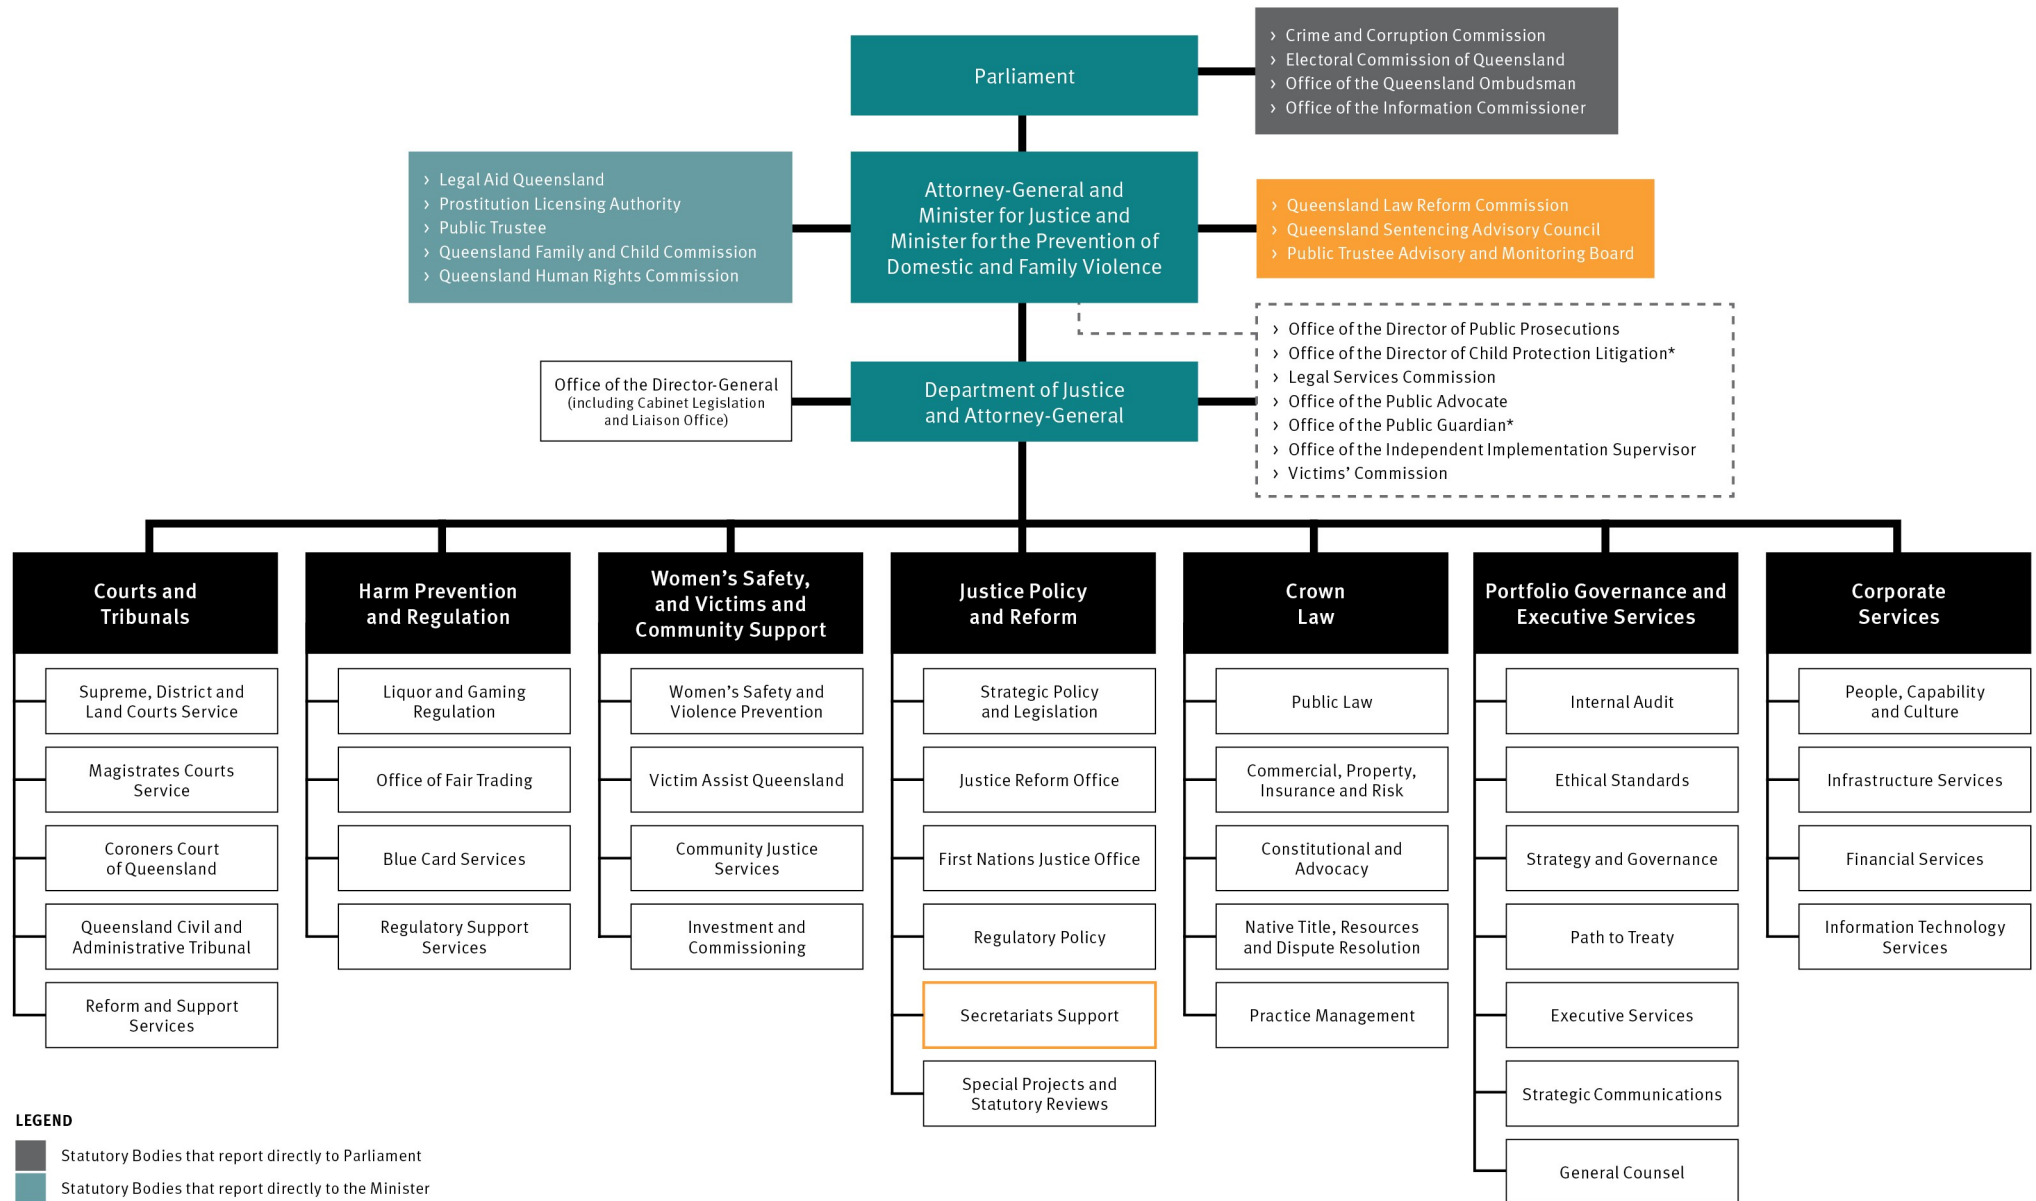 Parliament
› Crime and Corruption Commission
› Electoral Commission of Queensland
› Office of the Queensland Ombudsman
› Office of the Information Commissioner
› Legal Aid Queensland
› Prostitution Licensing Authority
› Public Trustee
› Queensland Family and Child Commission
› Queensland Human Rights Commission
Attorney-General and
Minister for Justice and
Minister for the Prevention of
Domestic and Family Violence
› Queensland Law Reform Commission
› Queensland Sentencing Advisory Council
› Public Trustee Advisory and Monitoring Board
Office of the Director-General
(including Cabinet Legislation
and Liaison Office)
Department of Justice
and Attorney-General
› Office of the Director of Public Prosecutions
› Office of the Director of Child Protection Litigation*
› Legal Services Commission
› Office of the Public Advocate
› Office of the Public Guardian*
› Office of the Independent Implementation Supervisor
› Victims’ Commission
Courts and
Tribunals
Supreme, District and
Land Courts Service
Magistrates Courts
Service
Coroners Court
of Queensland
Queensland Civil and
Administrative Tribunal
Reform and Support
Services
Harm Prevention
and Regulation
Liquor and Gaming
Regulation
Office of Fair Trading
Blue Card Services
Regulatory Support
Services
Women’s Safety,
and Victims and
Community Support
Women’s Safety and
Violence Prevention
Victim Assist Queensland
Community Justice
Services
Investment and
Commissioning
Justice Policy
and Reform
Strategic Policy
and Legislation
Justice Reform Office
First Nations Justice Office
Regulatory Policy
Secretariats Support
Special Projects and
Statutory Reviews
Crown
Law
Public Law
Commercial, Property,
Insurance and Risk
Constitutional and
Advocacy
Native Title, Resources
and Dispute Resolution
Practice Management
Portfolio Governance and
Executive Services
Internal Audit
Ethical Standards
Strategy and Governance
Path to Treaty
Executive Services
Strategic Communications
General Counsel
Corporate
Services
People, Capability
and Culture
Infrastructure Services
Financial Services
Information Technology
Services
LEGEND
Statutory Bodies that report directly to Parliament
Statutory Bodies that report directly to the Minister